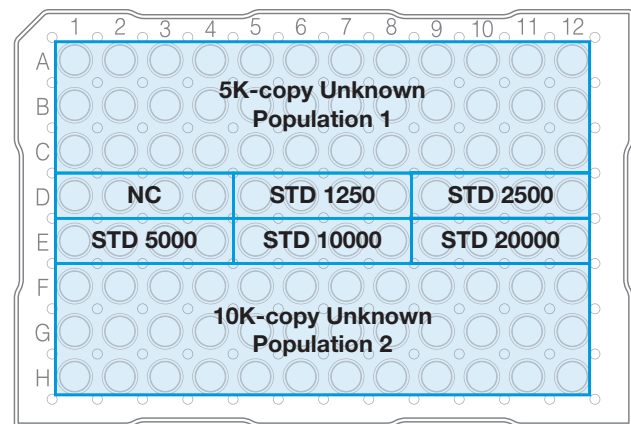 1 2 3 4 5 6 7 8 9 10 11 12
A
5K-copy Unknown
B
Population 1
C
D NC STD 1250 STD 2500
E STD 5000 STD 10000 STD 20000
F
10K-copy Unknown
G
Population 2
H